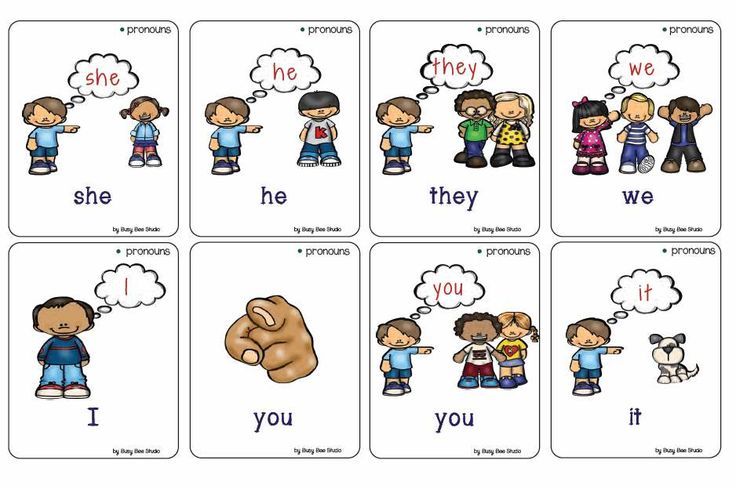 • pronouns
she
she
by Busy Bee Studio
• pronouns
he
he
by Busy Bee Studio
• pronouns
they
they
by Busy Bee Studio
• pronouns
we
we
by Busy Bee Studio
• pronouns
I
I
by Busy Bee Studio
• pronouns
you
by Busy Bee Studio
• pronouns
you
you
by Busy Bee Studio
• pronouns
it
it
by Busy Bee Studio
k